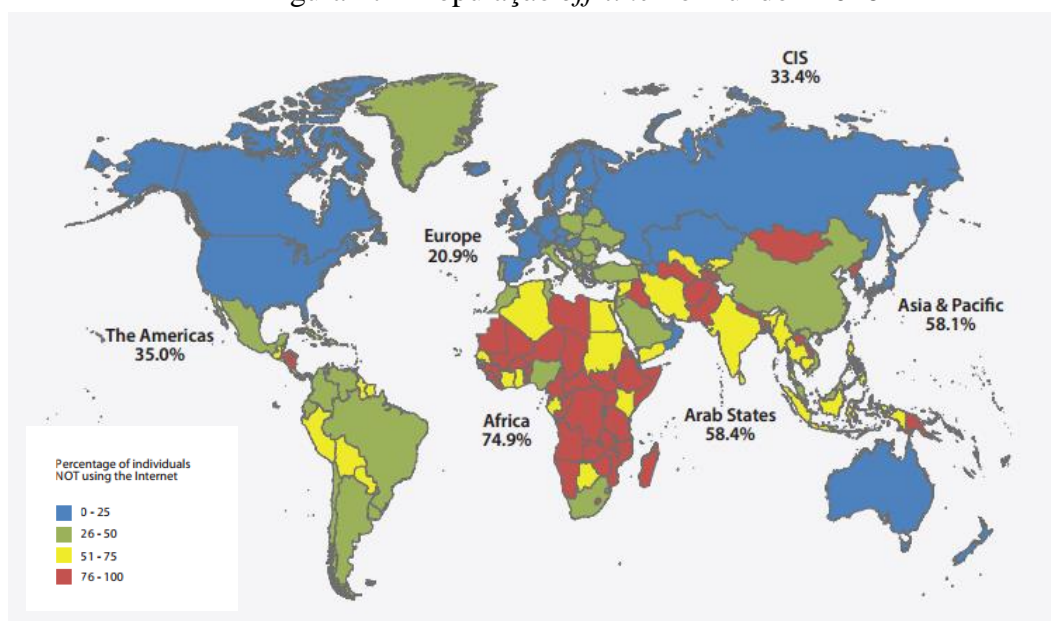 CIS
33.4%
Europe
20.9%
Asia & Pacific
58.1%
The Americas
35.0%
Africa
74.9%
Arab States
58.4%
Percentage of individuals
NOT using the Internet
0 - 25
26 - 50
51 - 75
76 - 100